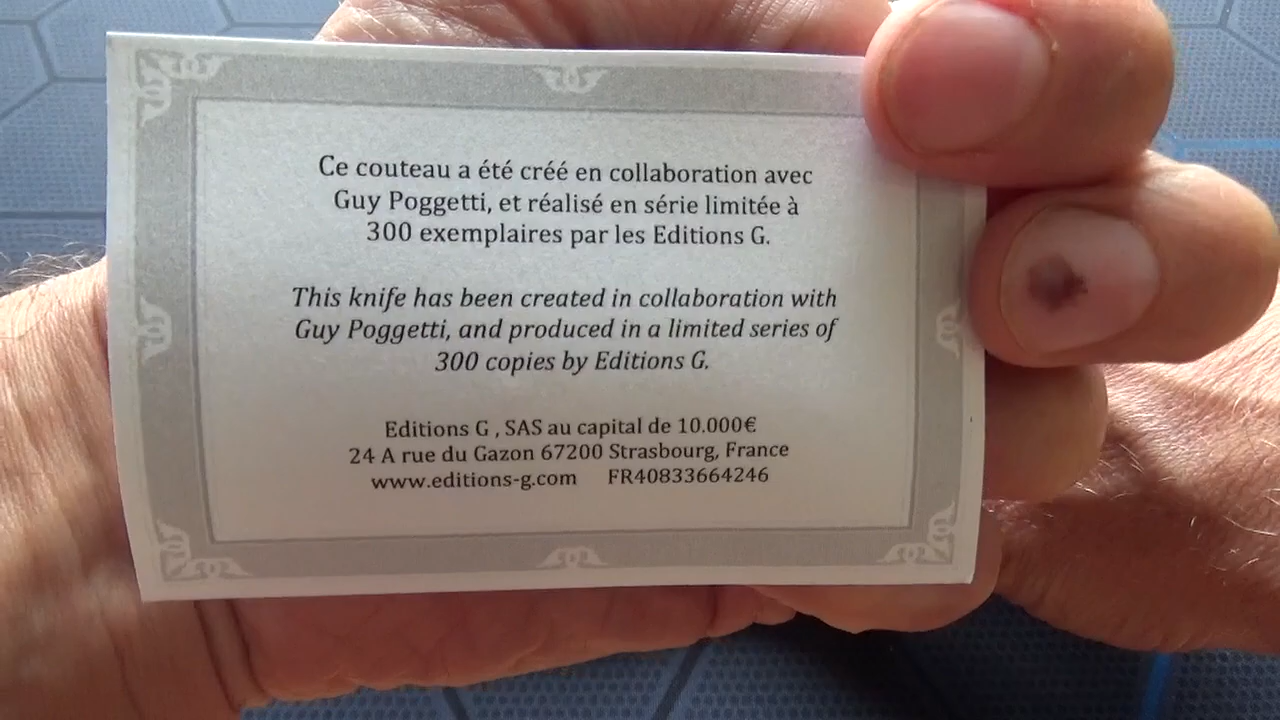 Ce couteau a été créé en collaboration avec
Guy Poggetti, et réalisé en série limitée à
300 exemplaires par les Editions G.
This knife has been created in collaboration with
Guy Poggetti, and produced in a limited series of
300 copies by Editions G.
Editions G , SAS au capital de 10.000€
24 A rue du Gazon 67200 Strasbourg, France
www.editions-g.com FR40833664246